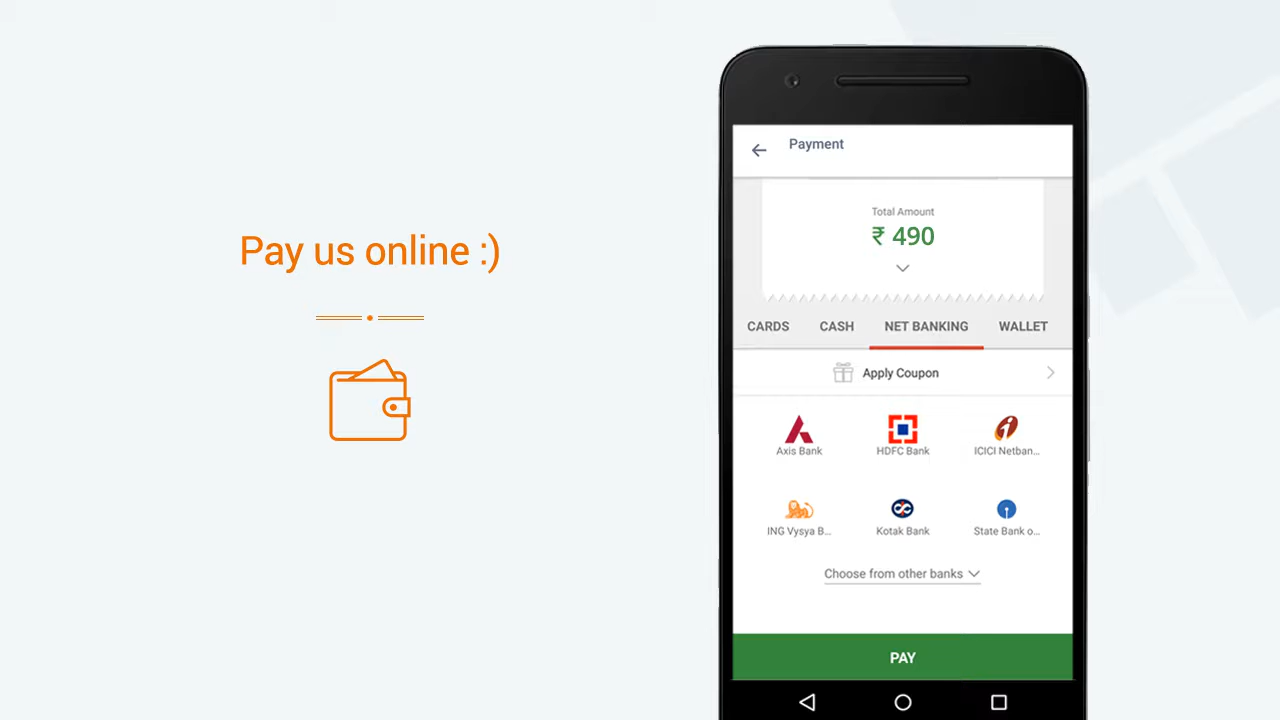 Pay us online :)
Payment
Total Amount
₹ 490
CARDS CASH NET BANKING WALLET
Apply Coupon
Axis Bank HDFC Bank ICICI Netban...
ING Vysya B... Kotak Bank State Bank o...
Choose from other banks
PAY